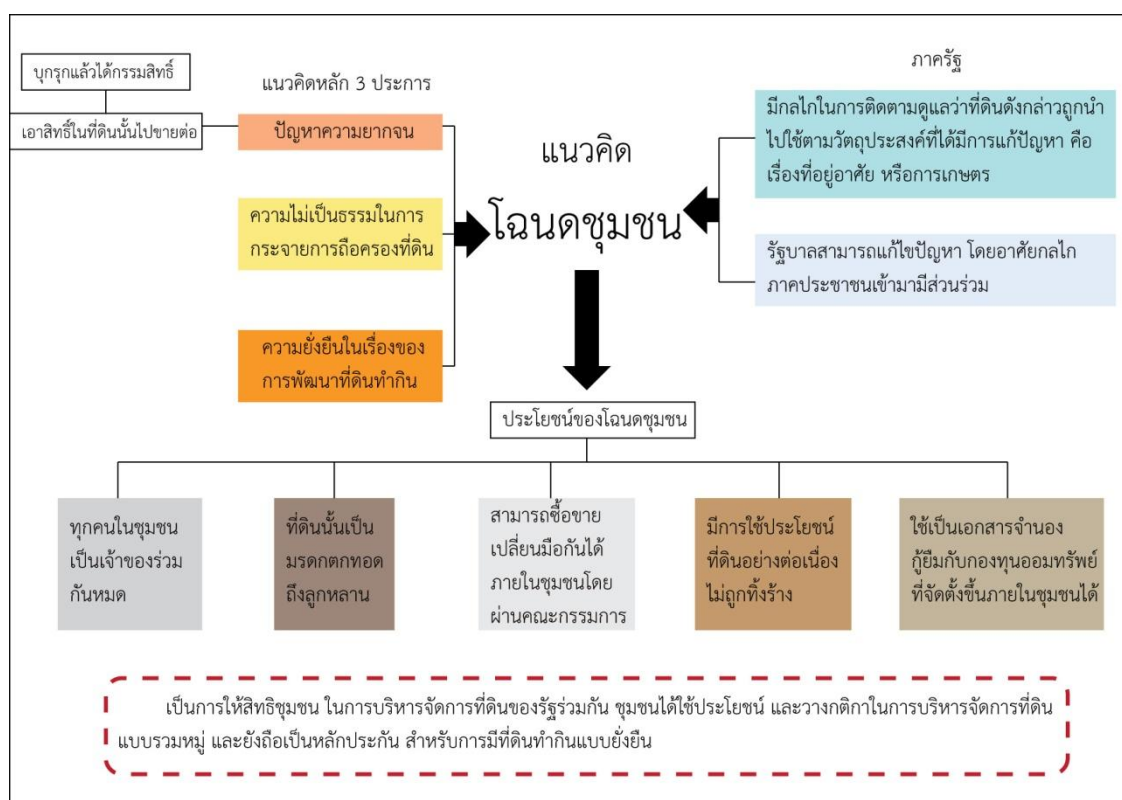 บุกรุกแล้วได้กรรมสิทธิ์
เอาสิทธิ์ในที่ดินนั้นไปขายต่อ
แนวคิดหลัก 3 ประการ
ปัญหาความยากจน
ความไม่เป็นธรรมในการ
กระจายการถือครองที่ดิน
ความยั่งยืนในเรื่องของ
การพัฒนาที่ดินทำกิน
แนวคิด
โฉนดชุมชน
ภาครัฐ
มีกลไกในการติดตามดูแลว่าที่ดินดังกล่าวถูกนำ
ไปใช้ตามวัตถุประสงค์ที่ได้มีการแก้ปัญหา คือ
เรื่องที่อยู่อาศัย หรือการเกษตร
รัฐบาลสามารถแก้ไขปัญหา โดยอาศัยกลไก
ภาคประชาชนเข้ามามีส่วนร่วม
ประโยชน์ของโฉนดชุมชน
ทุกคนในชุมชน
เป็นเจ้าของร่วม
กันหมด
ที่ดินนั้นเป็น
มรดกตกทอด
ถึงลูกหลาน
สามารถซื้อขาย
เปลี่ยนมือกันได้
ภายในชุมชนโดย
ผ่านคณะกรรมการ
มีการใช้ประโยชน์
ที่ดินอย่างต่อเนื่อง
ไม่ถูกทิ้งร้าง
ใช้เป็นเอกสารจำนอง
กู้ยืมกับกองทุนออมทรัพย์
ที่จัดตั้งขึ้นภายในชุมชนได้
เป็นการให้สิทธิชุมชน ในการบริหารจัดการที่ดินของรัฐร่วมกัน ชุมชนได้ใช้ประโยชน์ และวางกติกาในการบริหารจัดการที่ดิน
แบบรวมหมู่ และยังถือเป็นหลักประกัน สำหรับการมีที่ดินทำกินแบบยั่งยืน